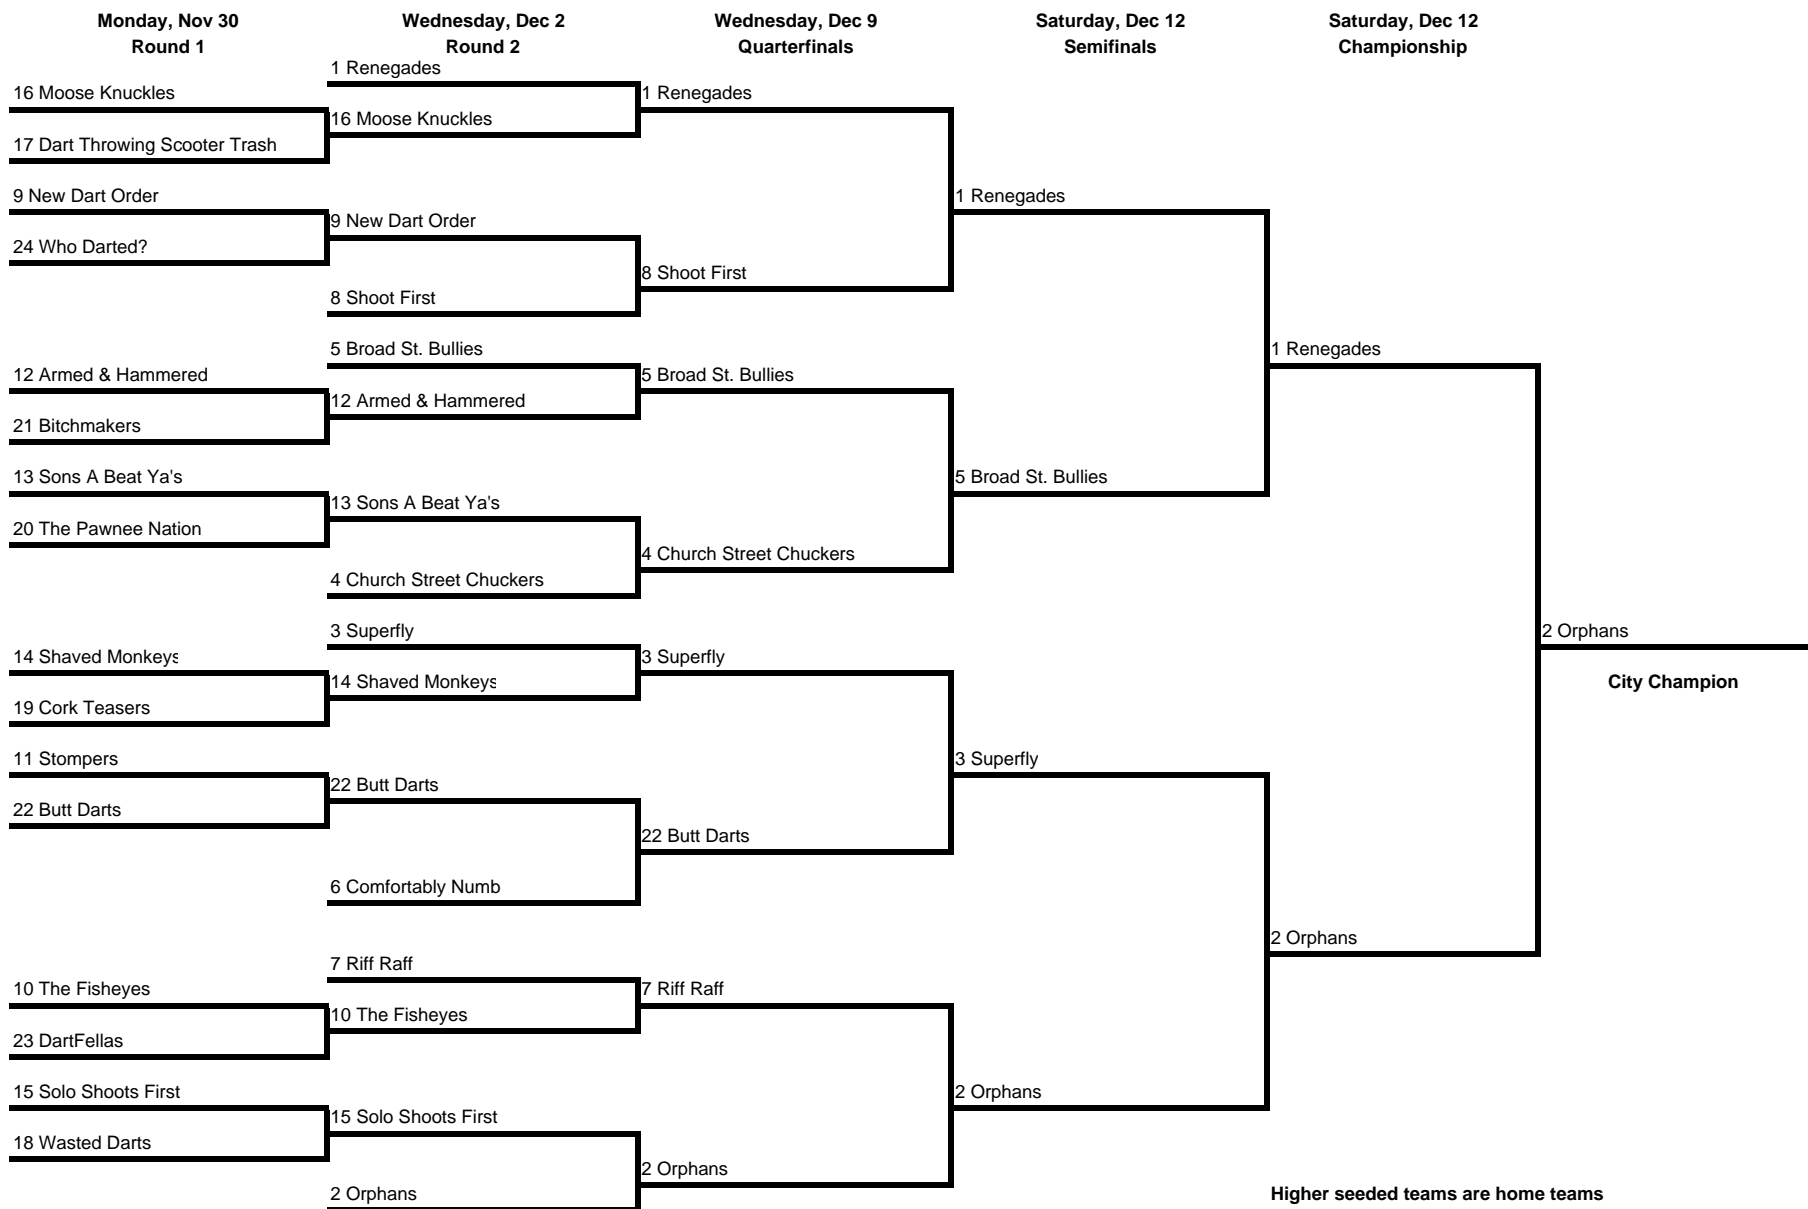 Monday, Nov 30
Round 1
Wednesday, Dec 2
Round 2
Wednesday, Dec 9
Quarterfinals
Saturday, Dec 12
Semifinals
Saturday, Dec 12
Championship
16 Moose Knuckles
17 Dart Throwing Scooter Trash
9 New Dart Order
24 Who Darted?
12 Armed & Hammered
21 Bitchmakers
13 Sons A Beat Ya's
20 The Pawnee Nation
14 Shaved Monkeys
19 Cork Teasers
11 Stompers
22 Butt Darts
10 The Fisheyes
23 DartFellas
15 Solo Shoots First
18 Wasted Darts
1 Renegades
16 Moose Knuckles
9 New Dart Order
8 Shoot First
5 Broad St. Bullies
12 Armed & Hammered
13 Sons A Beat Ya's
4 Church Street Chuckers
3 Superfly
14 Shaved Monkeys
22 Butt Darts
6 Comfortably Numb
7 Riff Raff
10 The Fisheyes
15 Solo Shoots First
2 Orphans
1 Renegades
8 Shoot First
5 Broad St. Bullies
4 Church Street Chuckers
3 Superfly
22 Butt Darts
7 Riff Raff
2 Orphans
1 Renegades
5 Broad St. Bullies
3 Superfly
2 Orphans
1 Renegades
2 Orphans
2 Orphans
City Champion
Higher seeded teams are home teams